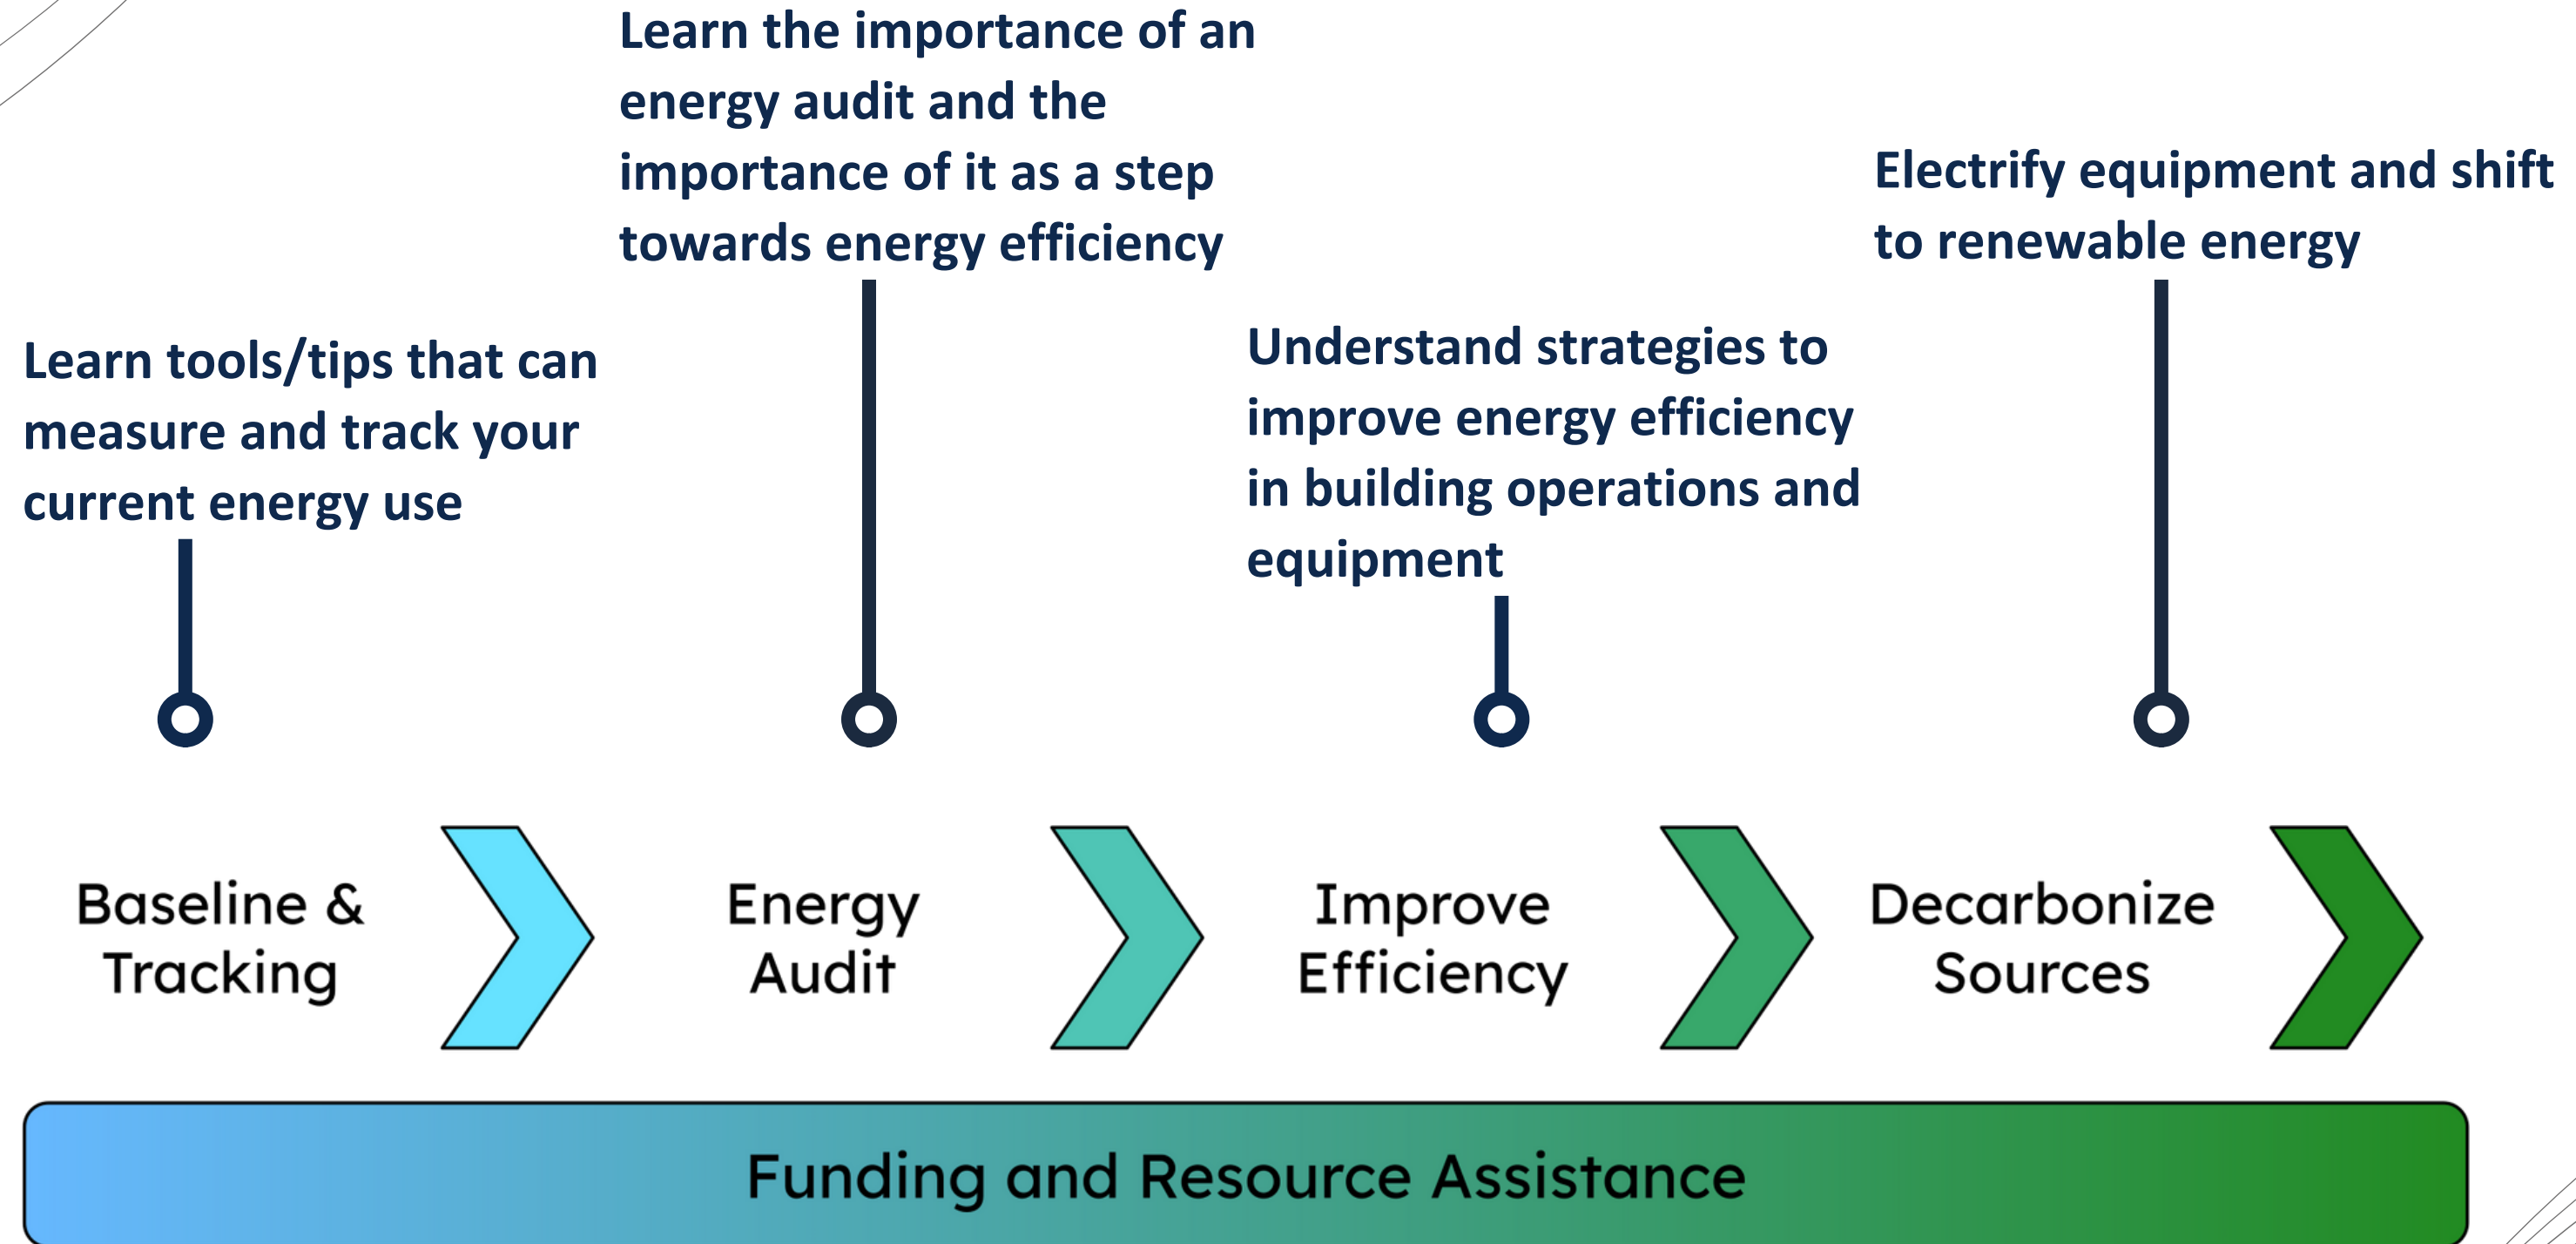 Learn the importance of an
energy audit and the
importance of it as a step
towards energy efficiency
Electrify equipment and shift
to renewable energy
Learn tools/tips that can
measure and track your
current energy use
Understand strategies to
improve energy efficiency
in building operations and
equipment
Baseline &
Tracking
Energy
Audit
Improve
Efficiency
Decarbonize
Sources
Funding and Resource Assistance